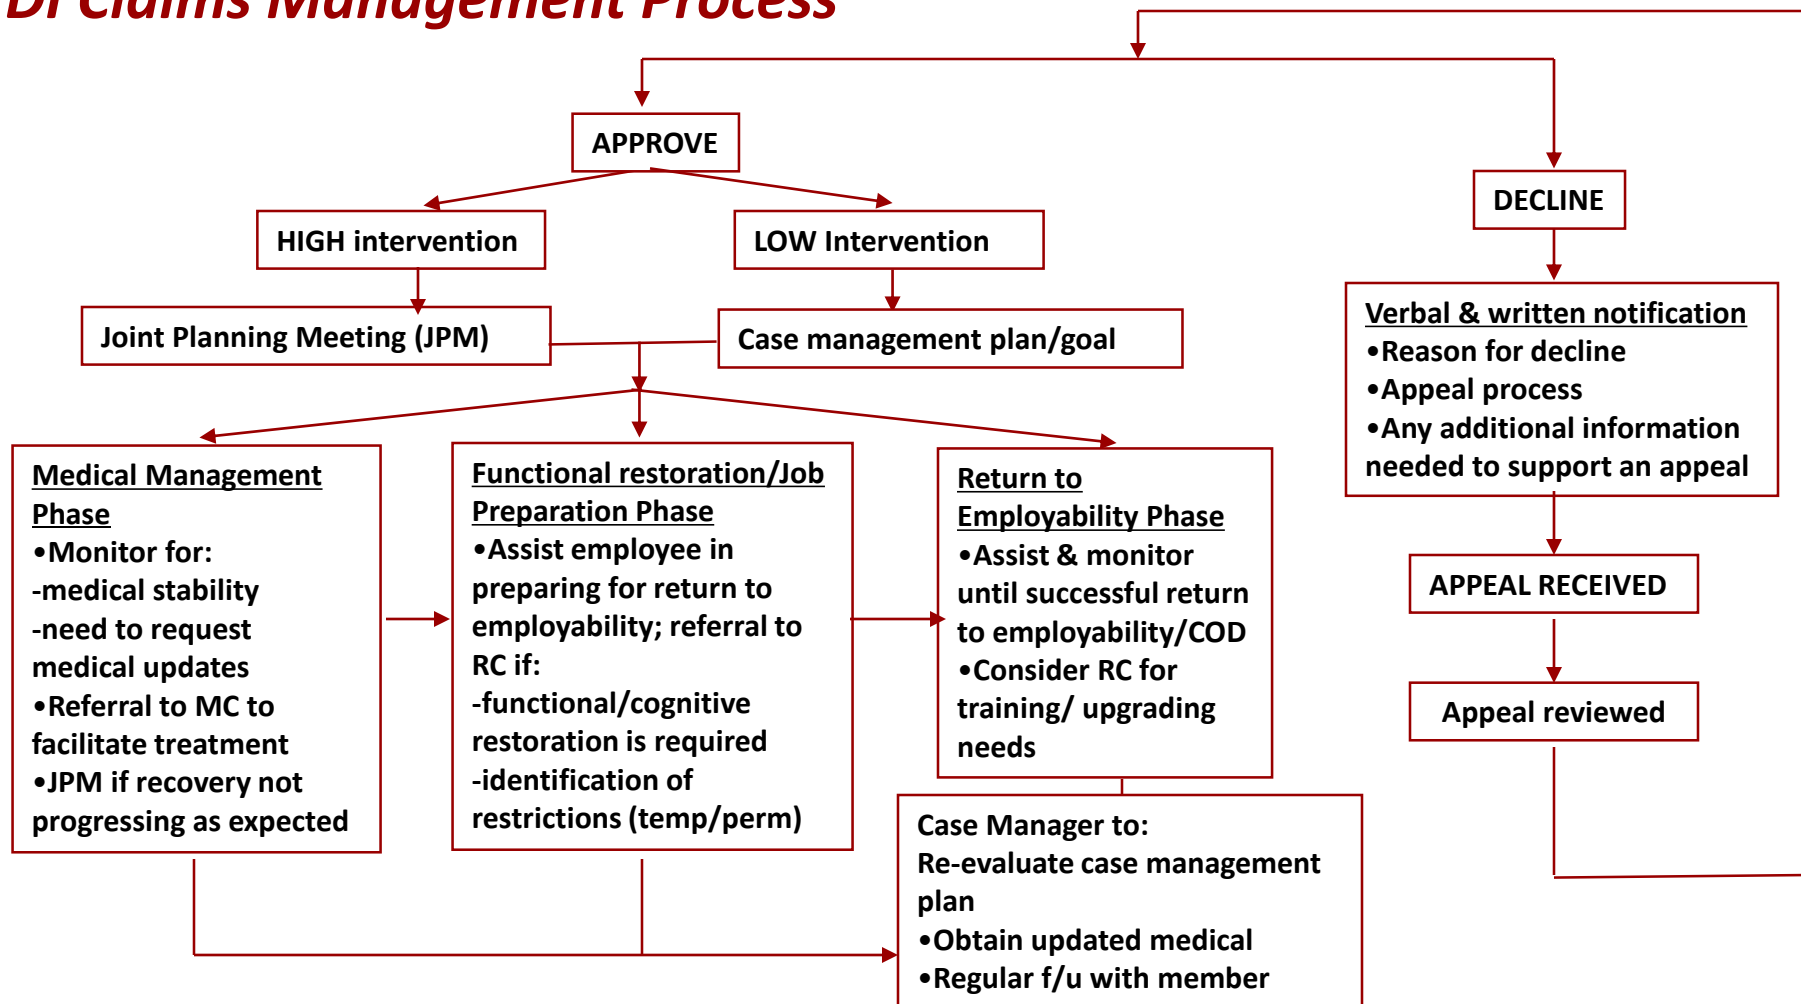 DI Claims Management Process
APPROVE
HIGH intervention
LOW Intervention
Joint Planning Meeting (JPM)
Case management plan/goal
Medical Management
Phase
•Monitor for:
-medical stability
-need to request
medical updates
•Referral to MC to
facilitate treatment
•JPM if recovery not
progressing as expected
Functional restoration/Job
Preparation Phase
•Assist employee in
preparing for return to
employability; referral to
RC if:
-functional/cognitive
restoration is required
-identification of
restrictions (temp/perm)
Return to
Employability Phase
•Assist & monitor
until successful return
to employability/COD
•Consider RC for
training/ upgrading
needs
Case Manager to:
Re-evaluate case management
plan
•Obtain updated medical
•Regular f/u with member
DECLINE
Verbal & written notification
•Reason for decline
•Appeal process
•Any additional information
needed to support an appeal
APPEAL RECEIVED
Appeal reviewed